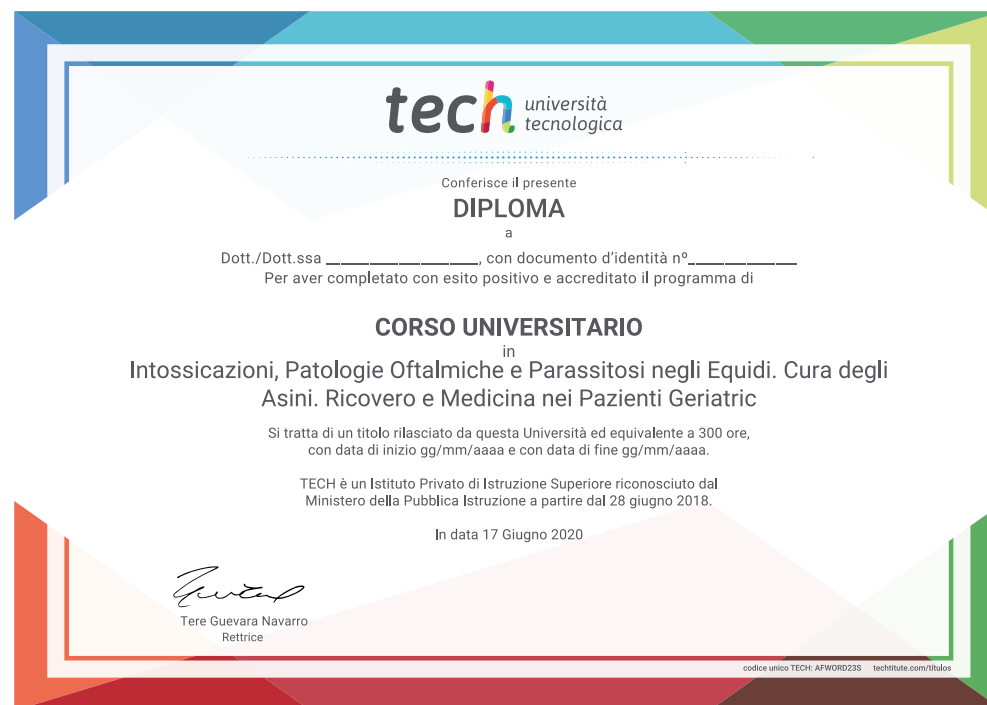 tech università
tecnologica
Conferisce il presente
DIPLOMA
a
Dott./Dott.ssa ____________________, con documento d'identità nº______________
Per aver completato con esito positivo e accreditato il programma di
CORSO UNIVERSITARIO
in
Intossicazioni, Patologie Oftalmiche e Parassitosi negli Equidi. Cura degli
Asini. Ricovero e Medicina nei Pazienti Geriatric
Si tratta di un titolo rilasciato da questa Università ed equivalente a 300 ore,
con data di inizio gg/mm/aaaa e con data di fine gg/mm/aaaa.
TECH è un Istituto Privato di Istruzione Superiore riconosciuto dal
Ministero della Pubblica Istruzione a partire dal 28 giugno 2018.
In data 17 Giugno 2020
Tere Guevara Navarro
Rettrice
codice unico TECH: AFWORD23S techtitute.com/títulos